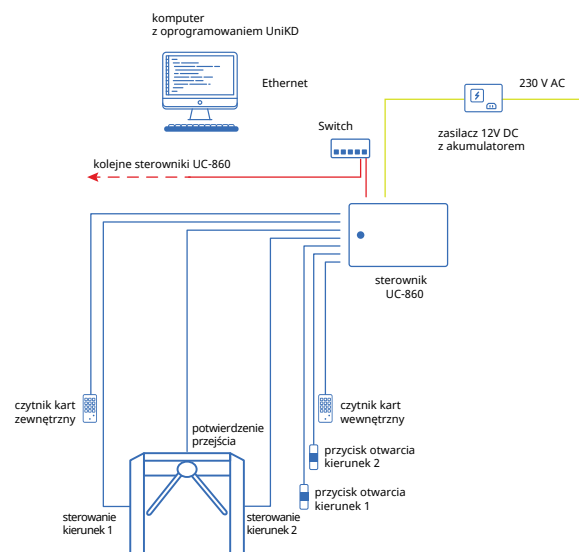 komputer
z oprogramowaniem UniKD
Ethernet
230 V AC
Switch
zasilacz 12V DC
z akumulatorem
kolejne sterowniki UC-860
sterownik
UC-860
czytnik kart
zewnętrzny
czytnik kart
wewnętrzny
potwierdzenie
przejścia
przycisk otwarcia
kierunek 2
przycisk otwarcia
kierunek 1
sterowanie
kierunek 1
sterowanie
kierunek 2